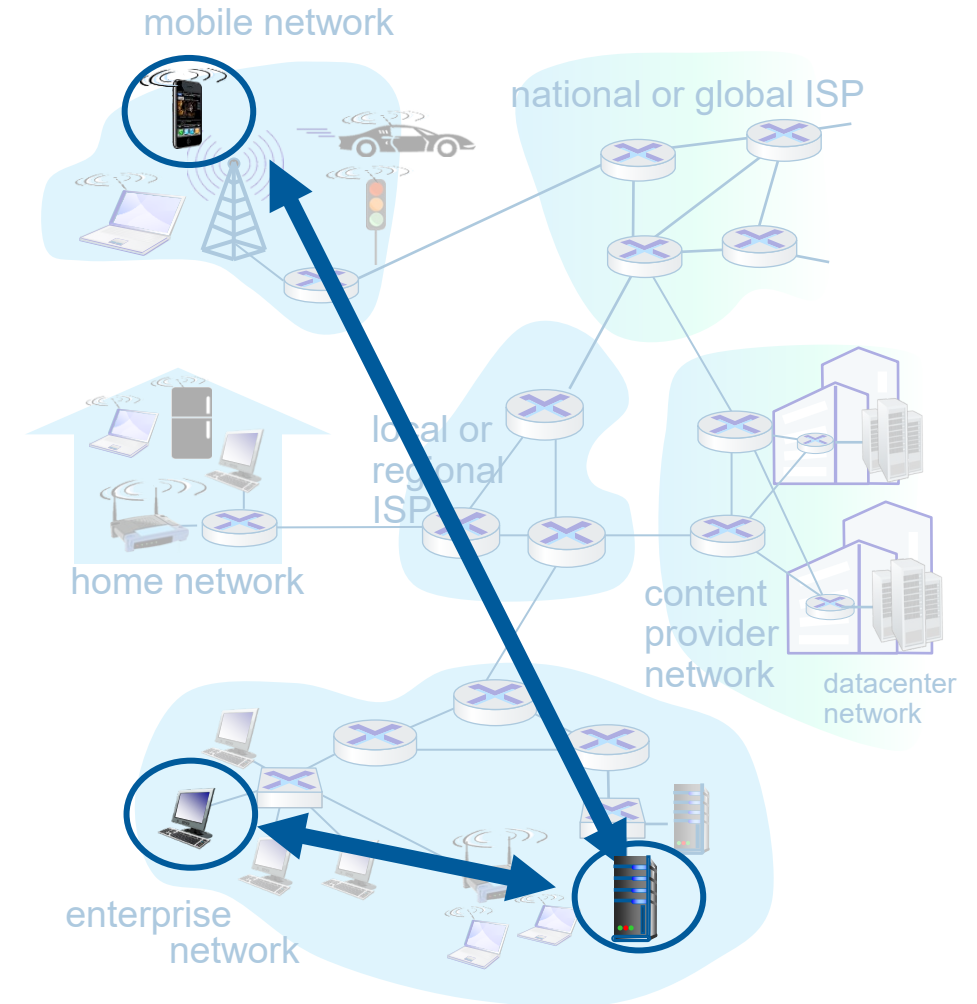 mobile network
national or global ISP
local or
regional
ISP
home network
content
provider
network
datacenter
network
enterprise
network